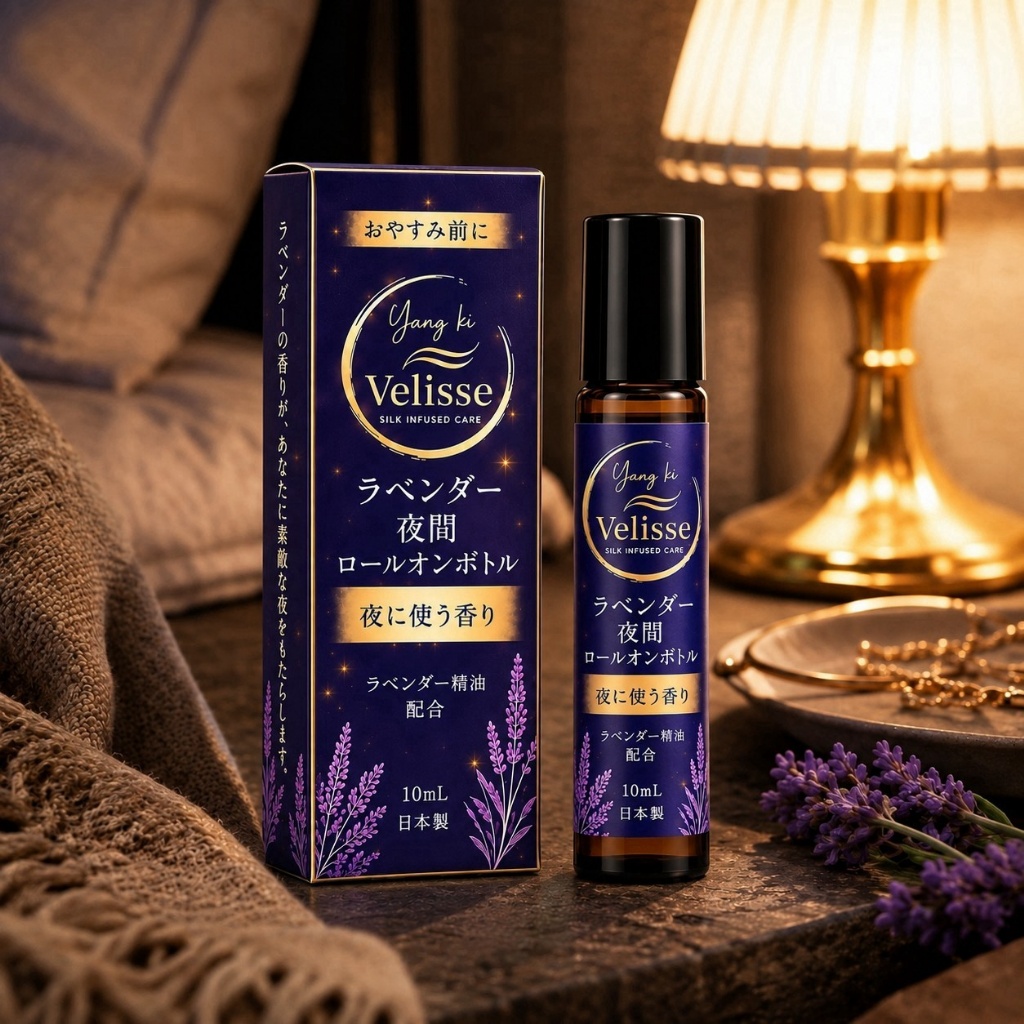 ラベンダーの香りが、あなたに素敵な夜をもたらします。
おやすみ前に
Yang ki
Velisse
SILK INFUSED CARE
ラベンダー
夜間
ロールオンボトル
夜に使う香り
ラベンダー精油
配合
10mL
日本製
Yang ki
Velisse
SILK INFUSED CARE
ラベンダー
夜間
ロールオンボトル
夜に使う香り
ラベンダー精油
配合
10mL
日本製